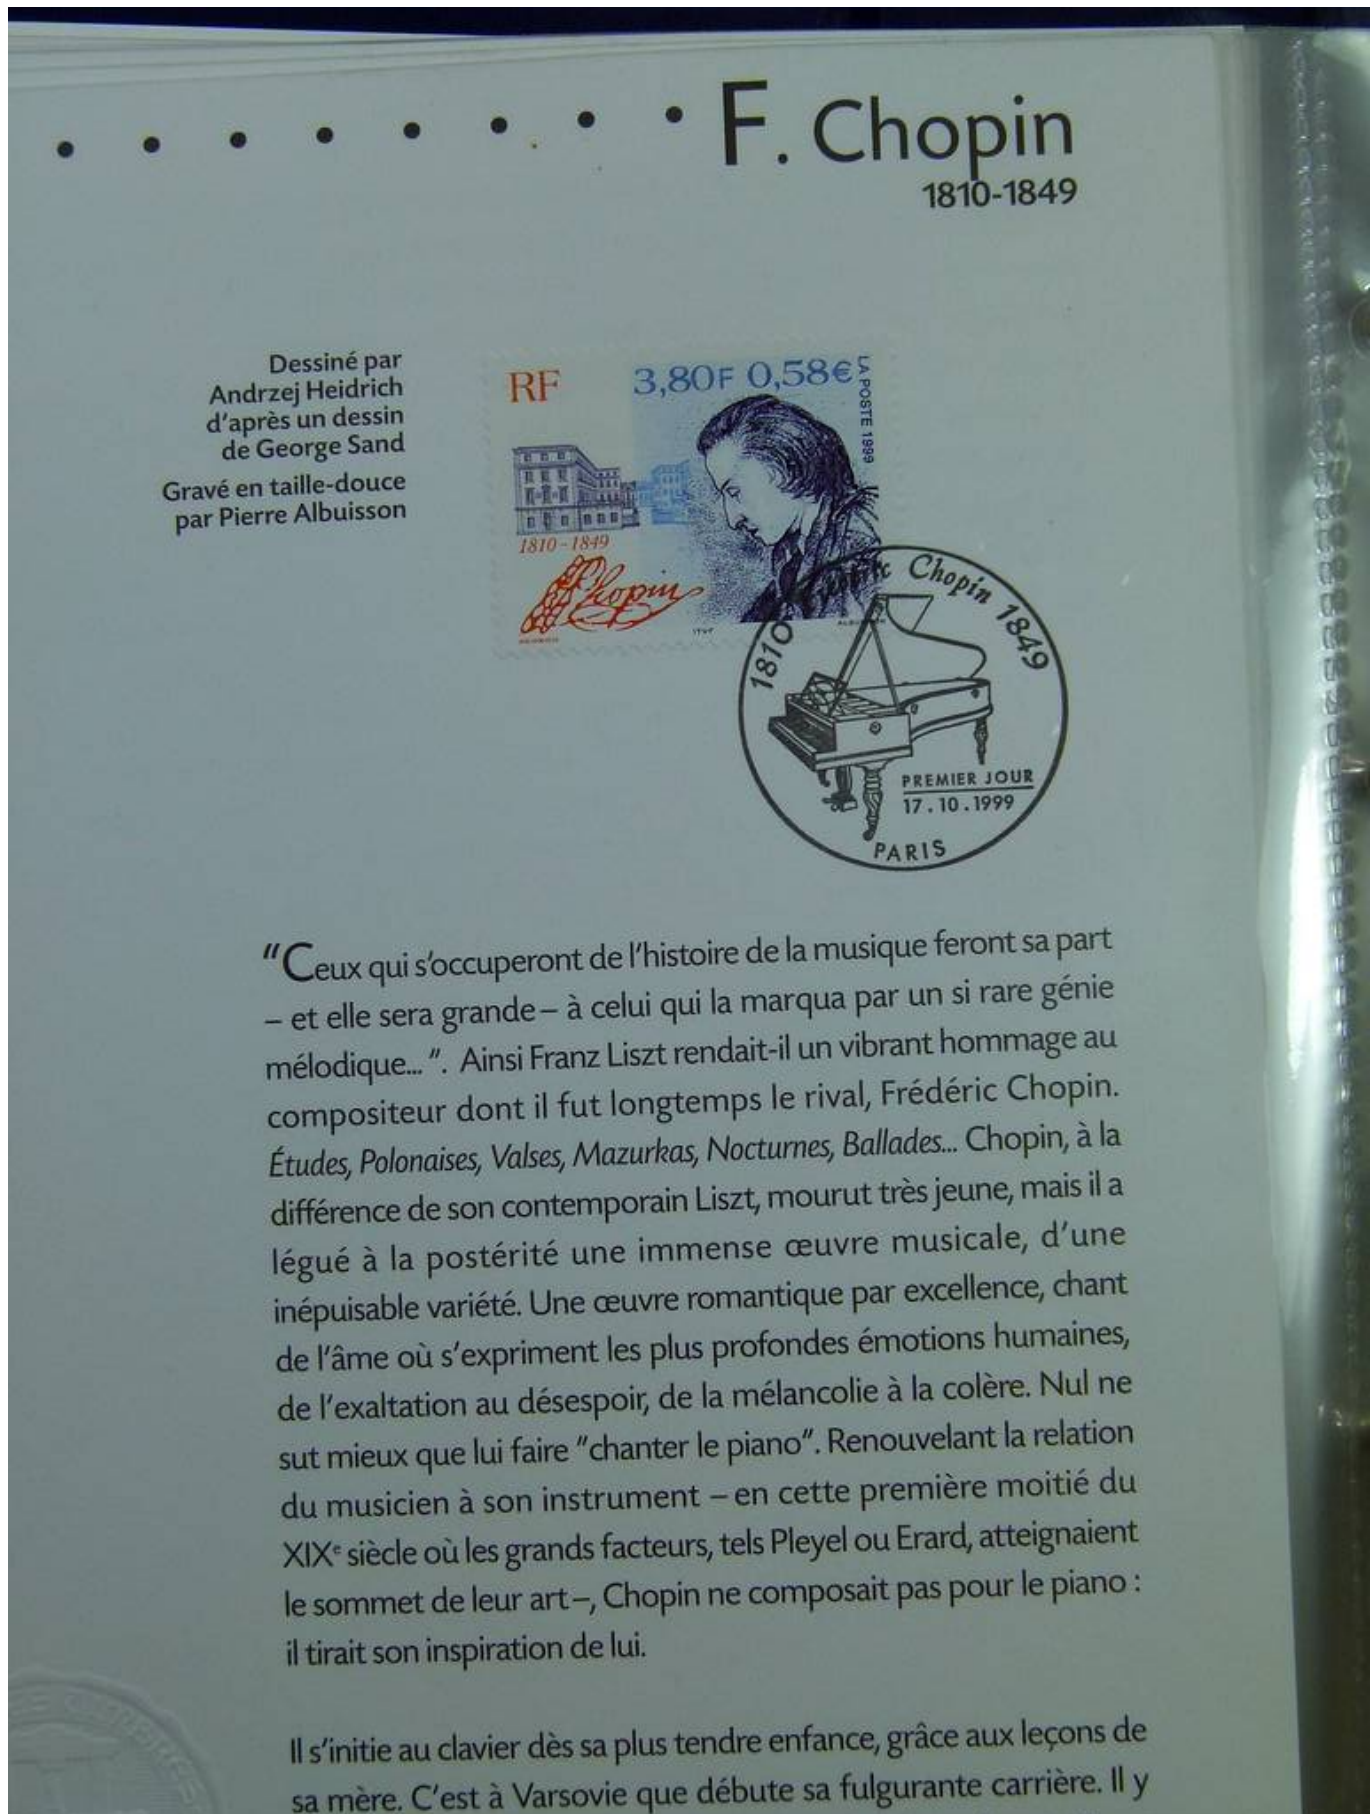 F. Chopin
1810-1849
Dessiné par
Andrzej Heidrich
d'après un dessin
de George Sand
Gravé en taille-douce
par Pierre Albuisson
RF
3,80F 0,58€
LA POSTE 1999
1810-1849
Chopin
ITVF
1810 Chopin 1849
PREMIER JOUR
17.10.1999
PARIS
"Ceux qui s'occuperont de l'histoire de la musique feront sa part
– et elle sera grande – à celui qui la marqua par un si rare génie
mélodique... ". Ainsi Franz Liszt rendait-il un vibrant hommage au
compositeur dont il fut longtemps le rival, Frédéric Chopin.
Études, Polonaises, Valses, Mazurkas, Nocturnes, Ballades... Chopin, à la
différence de son contemporain Liszt, mourut très jeune, mais il a
légué à la postérité une immense œuvre musicale, d'une
inépuisable variété. Une œuvre romantique par excellence, chant
de l'âme où s'expriment les plus profondes émotions humaines,
de l'exaltation au désespoir, de la mélancolie à la colère. Nul ne
sut mieux que lui faire "chanter le piano". Renouvelant la relation
du musicien à son instrument – en cette première moitié du
XIXe siècle où les grands facteurs, tels Pleyel ou Erard, atteignaient
le sommet de leur art –, Chopin ne composait pas pour le piano :
il tirait son inspiration de lui.
Il s'initie au clavier dès sa plus tendre enfance, grâce aux leçons de
sa mère. C'est à Varsovie que débute sa fulgurante carrière. Il y